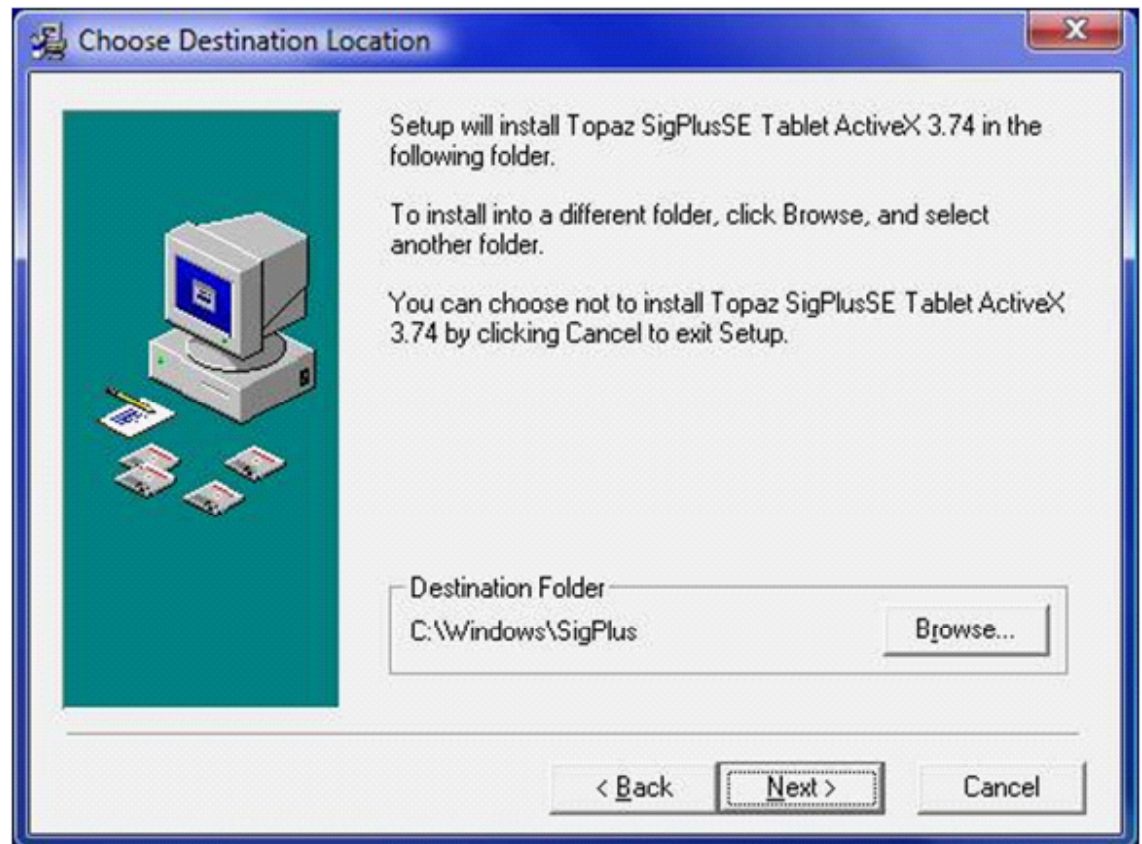 Choose Destination Location
Setup will install Topaz SigPlusSE Tablet ActiveX 3.74 in the
following folder.
To install into a different folder, click Browse, and select
another folder.
You can choose not to install Topaz SigPlusSE Tablet ActiveX
3.74 by clicking Cancel to exit Setup.
Destination Folder
C:\Windows\SigPlus
Browse...
< Back
Next >
Cancel